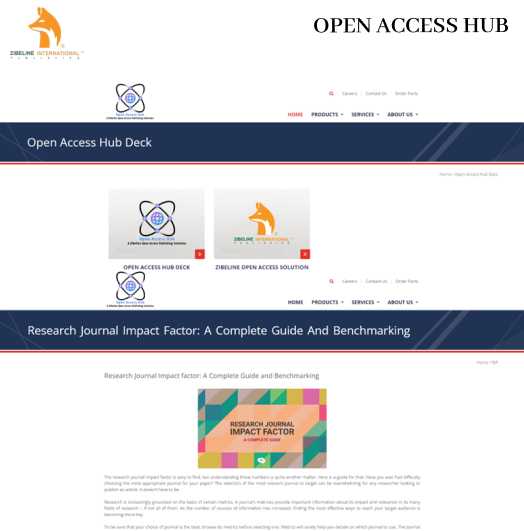 OPEN ACCESS HUB
ZIBELINE INTERNATIONAL™
PUBLISHING
Open Access Hub
A Zibeline Open Access Publishing Solutions
Careers | Contact Us | Order Parts
HOME PRODUCTS SERVICES ABOUT US
Open Access Hub Deck
Home / Open Access Hub Deck
Open Access Hub
A Zibeline Open Access Publishing Solutions
ZIBELINE INTERNATIONAL™
PUBLISHING
OPEN ACCESS HUB DECK
ZIBELINE OPEN ACCESS SOLUTION
Open Access Hub
A Zibeline Open Access Publishing Solutions
Careers | Contact Us | Order Parts
HOME PRODUCTS SERVICES ABOUT US
Research Journal Impact Factor: A Complete Guide And Benchmarking
Home /
Research Journal Impact factor: A Complete Guide and Benchmarking
RESEARCH JOURNAL
IMPACT FACTOR
A COMPLETE GUIDE
The research journal impact factor is easy to find, but understanding those numbers is quite another matter. Here is a guide for that. Have you ever had difficulty
choosing the most appropriate journal for your paper? The selection of the most relevant journal to target can be overwhelming for any researcher looking to
publish an article. It doesn't have to be.
Research is increasingly grounded on the basis of certain metrics. A journal's matrices provide important information about its impact and relevance in its many
fields of research – if not all of them. As the number of sources of information has increased, finding the most effective ways to reach your target audience is
becoming more key.
To be sure that your choice of journal is the best, browse its metrics before selecting one. Metrics will surely help you decide on which journal to use. The journal